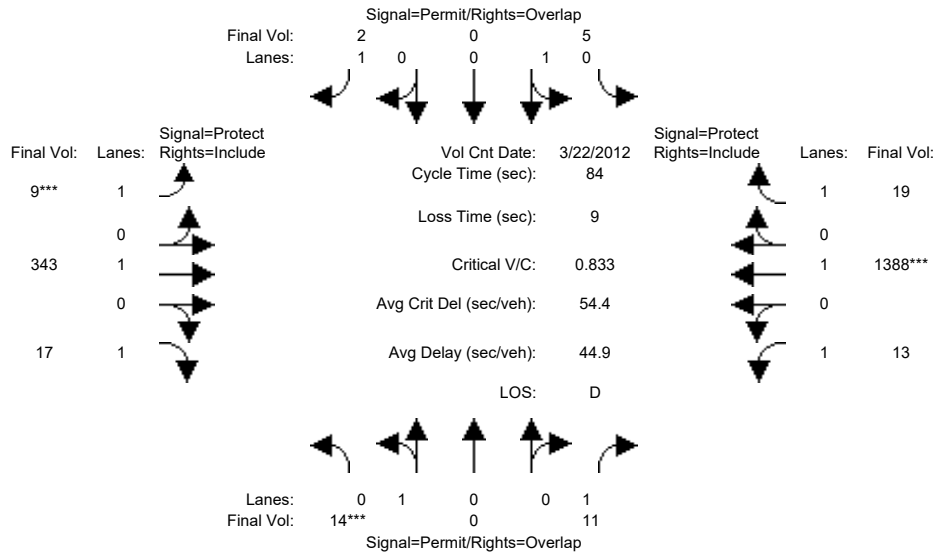 Signal=Permit/Rights=Overlap
Final Vol: 2 0 5
Lanes: 1 0 0 1 0
Signal=Protect Signal=Protect
Final Vol: Lanes: Rights=Include Vol Cnt Date: 3/22/2012 Rights=Include Lanes: Final Vol:
Cycle Time (sec): 84
9*** 1 1 19
Loss Time (sec): 9
0 0
343 1 Critical V/C: 0.833 1 1388***
0 Avg Crit Del (sec/veh): 54.4 0
17 1 Avg Delay (sec/veh): 44.9 1 13
LOS: D
Lanes: 0 1 0 0 1
Final Vol: 14*** 0 11
Signal=Permit/Rights=Overlap